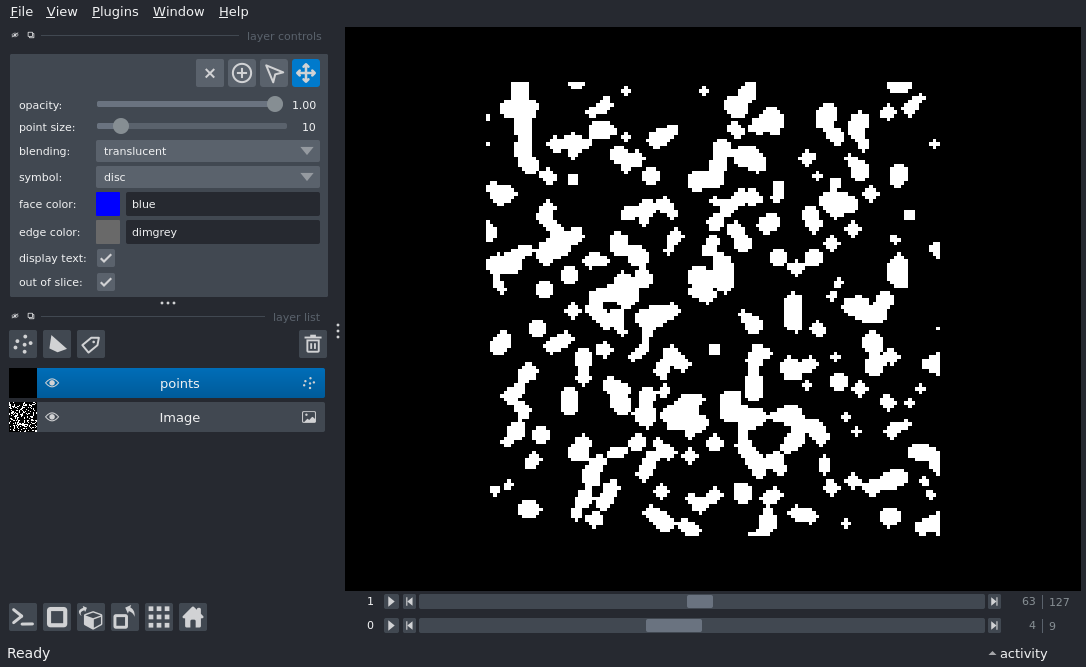 File View Plugins Window Help
layer controls
opacity: 1.00
point size: 10
blending: translucent
symbol: disc
face color: blue
edge color: dimgrey
display text:
out of slice:
layer list
points
Image
1 63 127
0 4 9
Ready activity